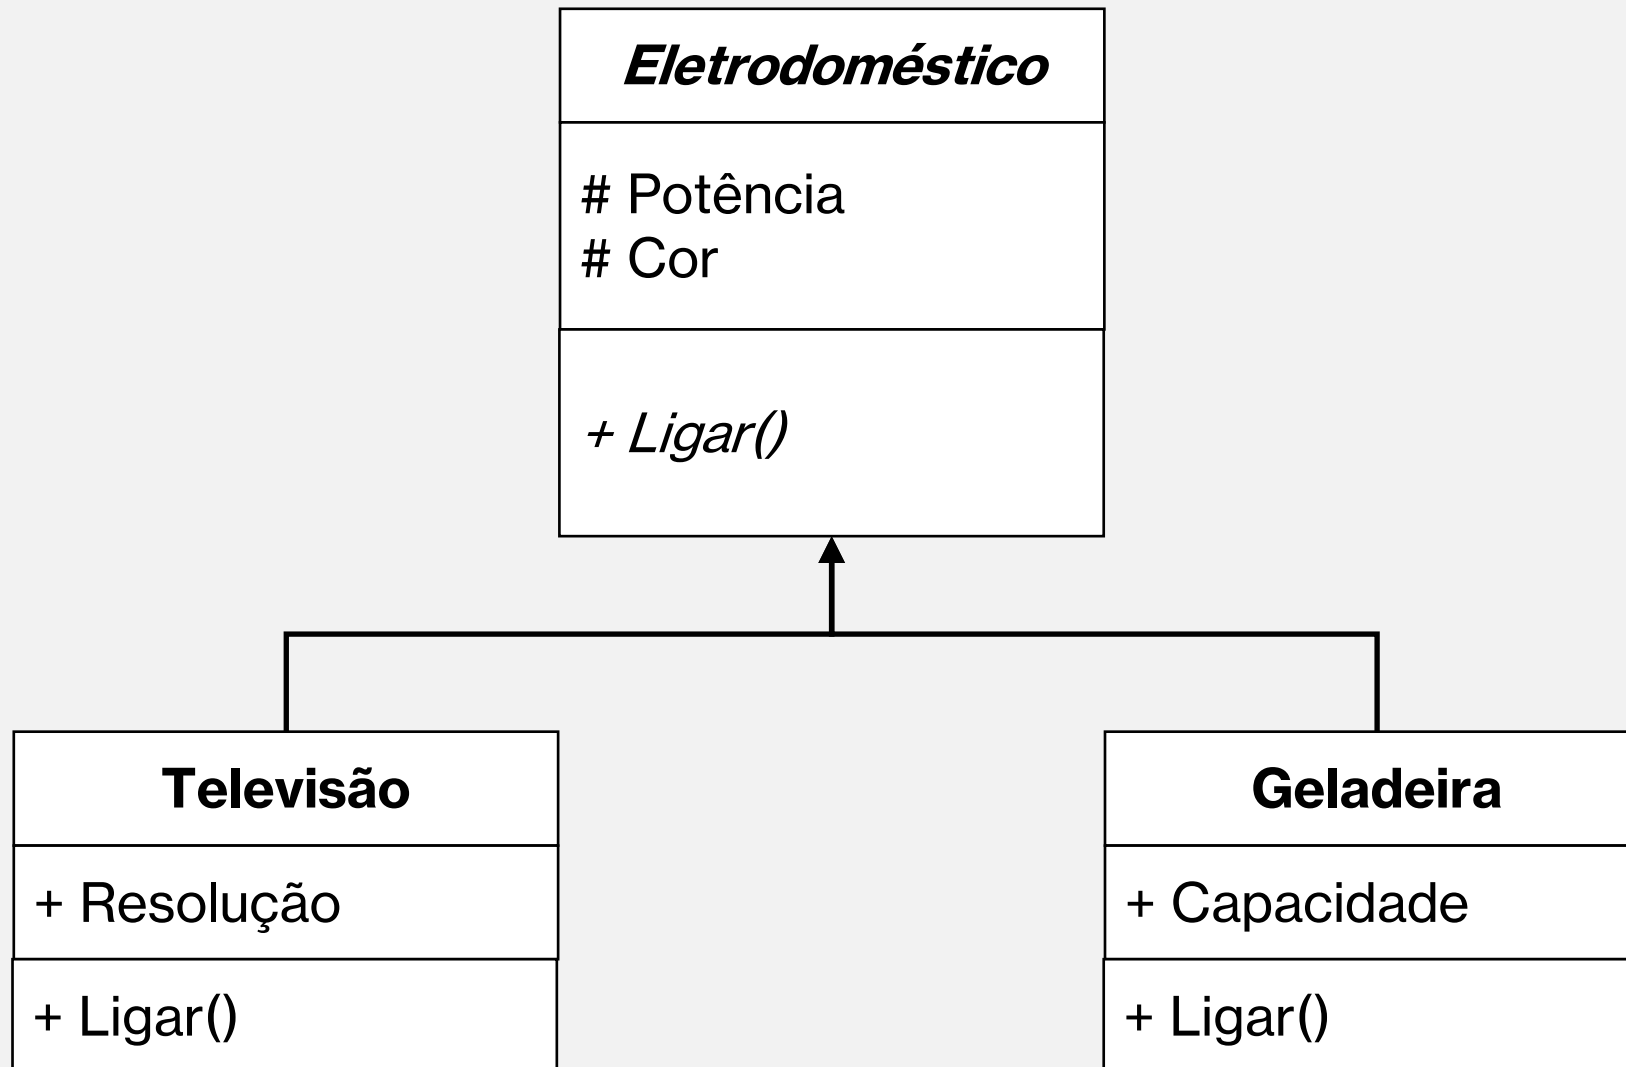 Eletrodoméstico
# Potência
# Cor
+ Ligar()
Televisão
+ Resolução
+ Ligar()
Geladeira
+ Capacidade
+ Ligar()